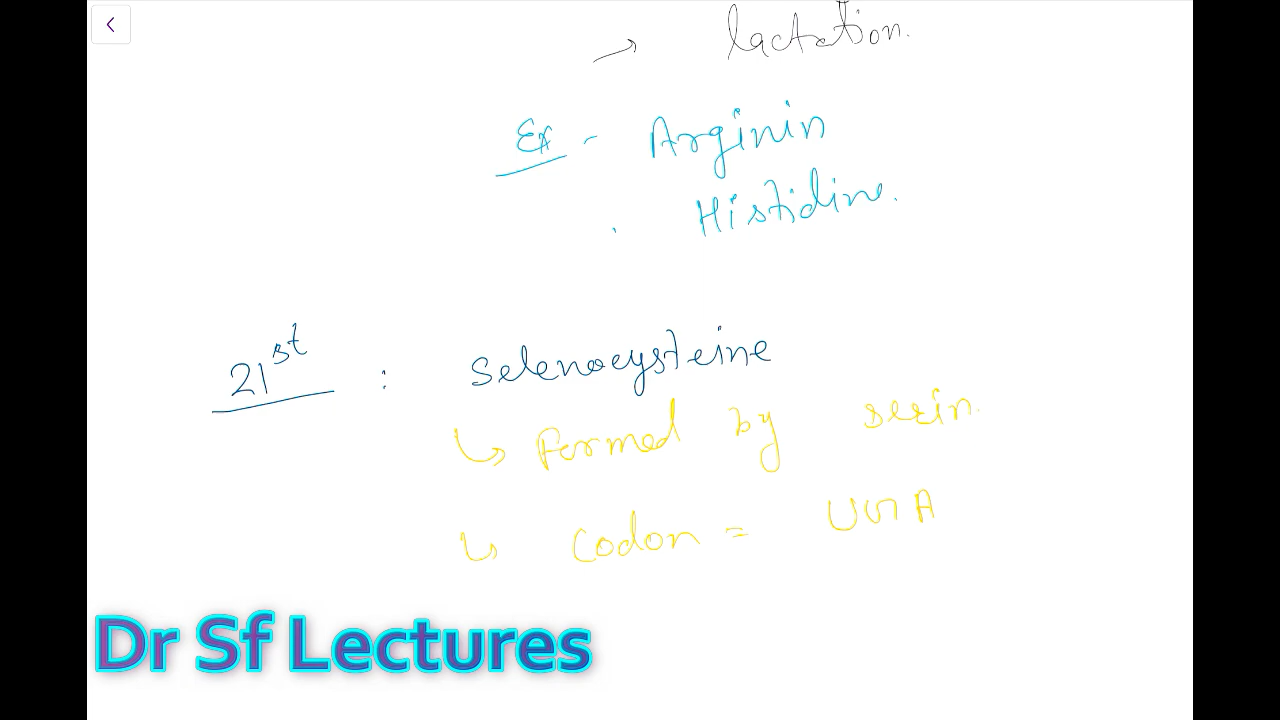 → lactation.
Ex - Arginin
Histidine.
21st : Selenocysteine
↳ Formed by serin.
↳ Codon = UGA
Dr Sf Lectures